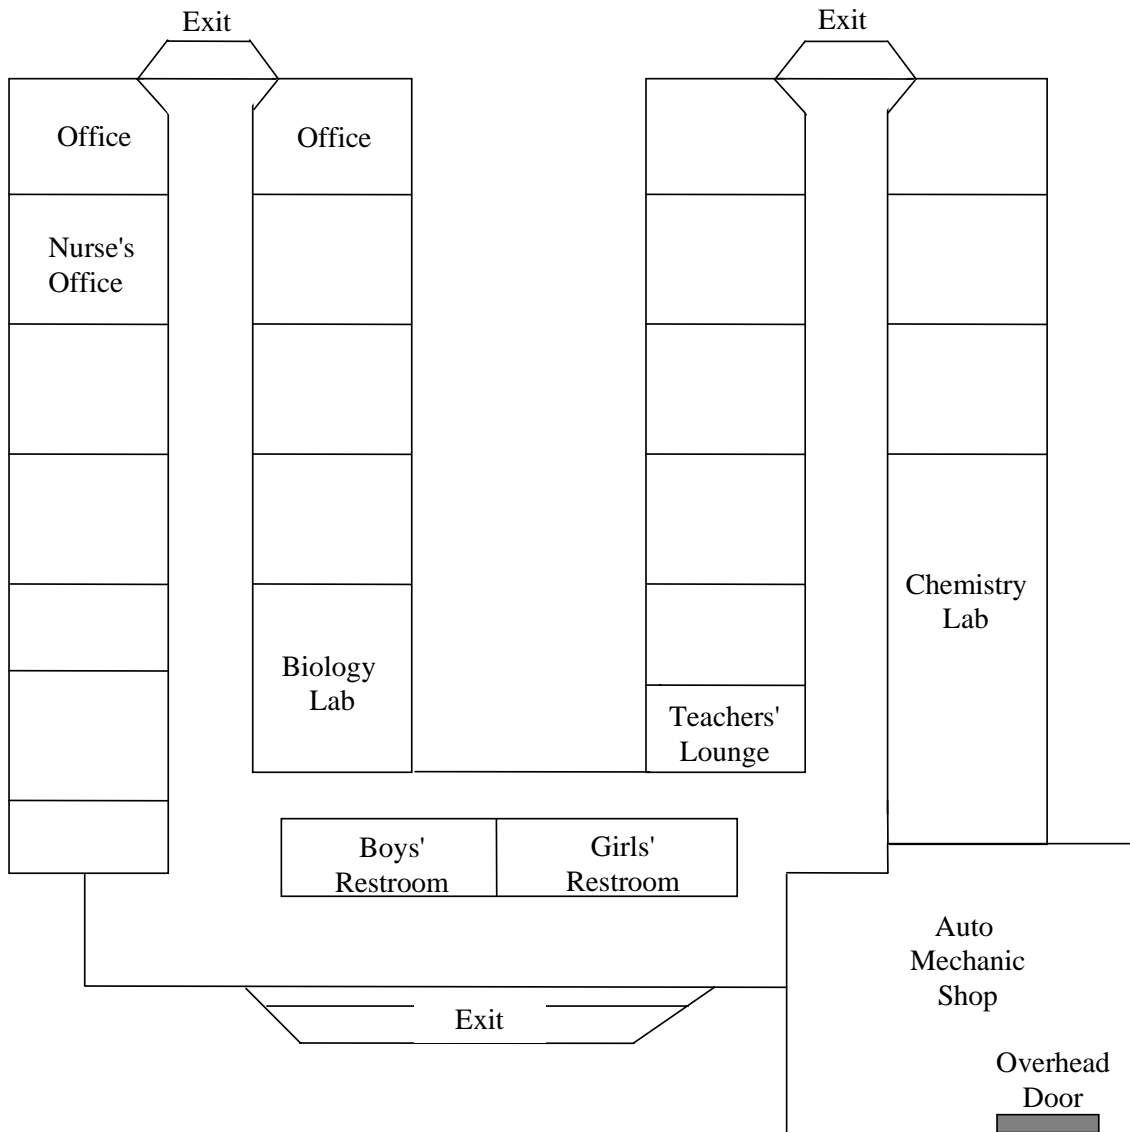 Exit
Exit
Office
Office
Nurse's
Office
Chemistry
Lab
Biology
Lab
Teachers'
Lounge
Boys'
Restroom
Girls'
Restroom
Auto
Mechanic
Shop
Exit
Overhead
Door